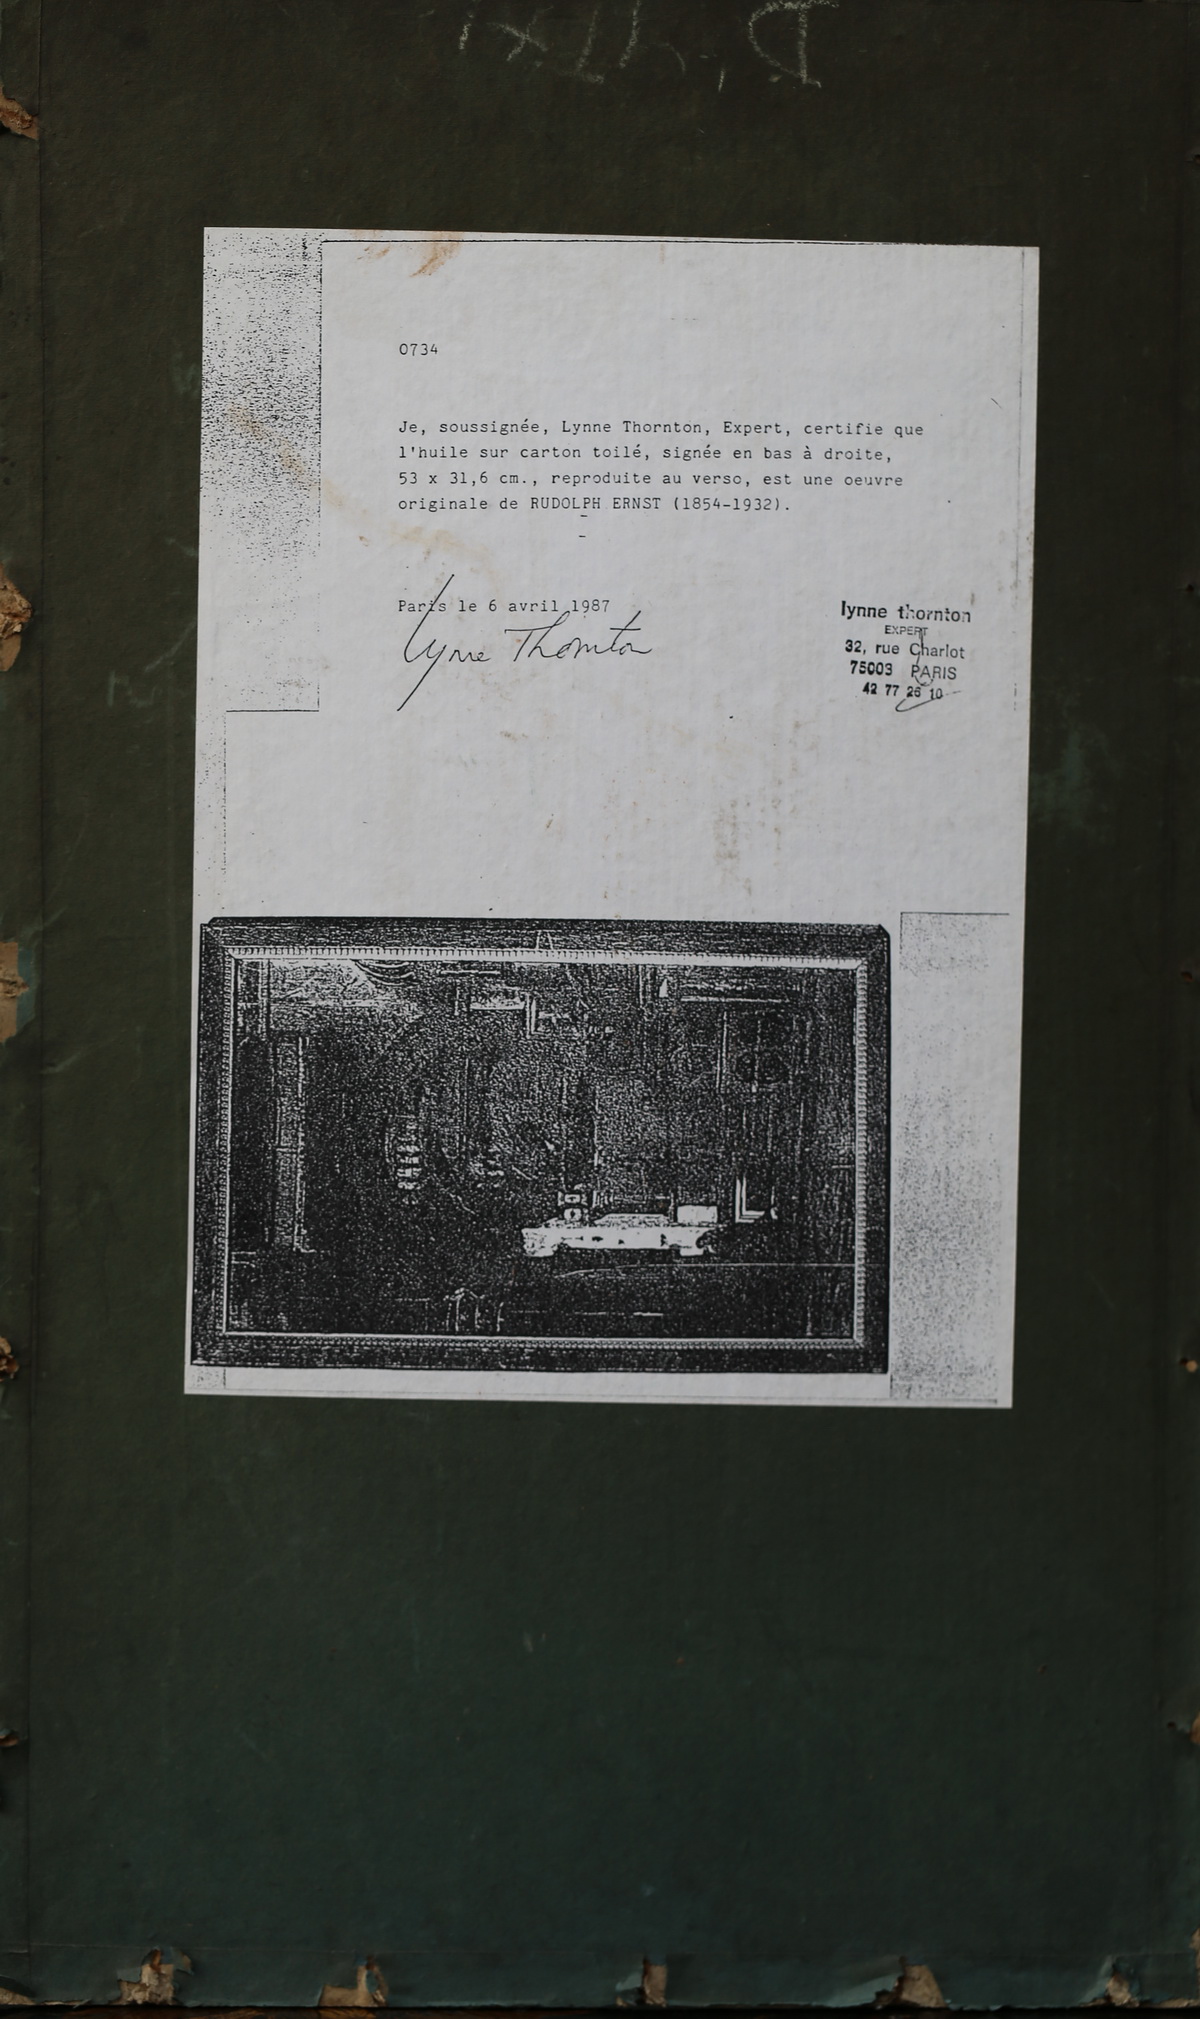 0734
Je, soussignée, Lynne Thornton, Expert, certifie que
l'huile sur carton toilé, signée en bas à droite,
53 x 31,6 cm., reproduite au verso, est une oeuvre
originale de RUDOLPH ERNST (1854-1932).
Paris le 6 avril 1987
Lynne Thornton
lynne thornton
EXPERT
32, rue Charlot
75003 PARIS
42 77 26 10